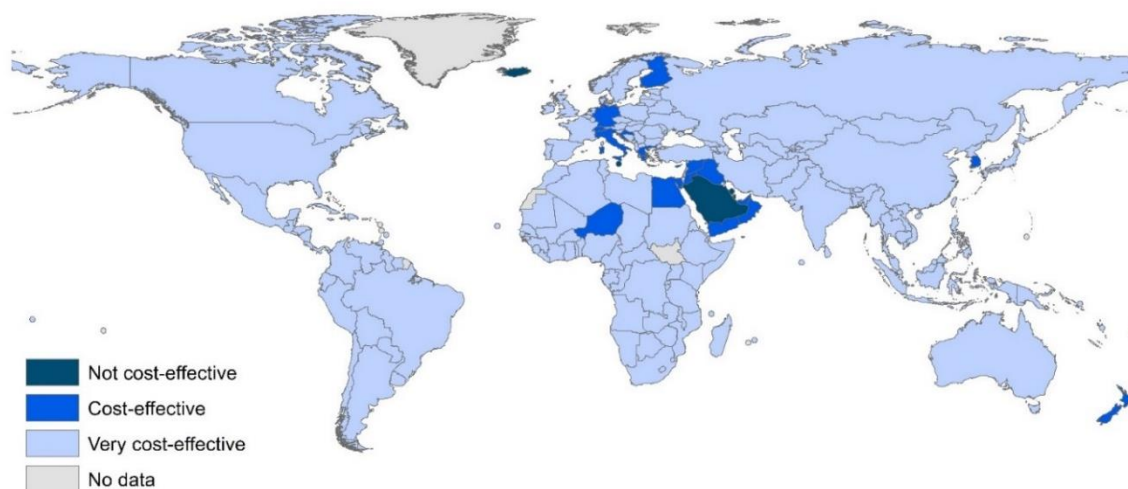 Not cost-effective
Cost-effective
Very cost-effective
No data